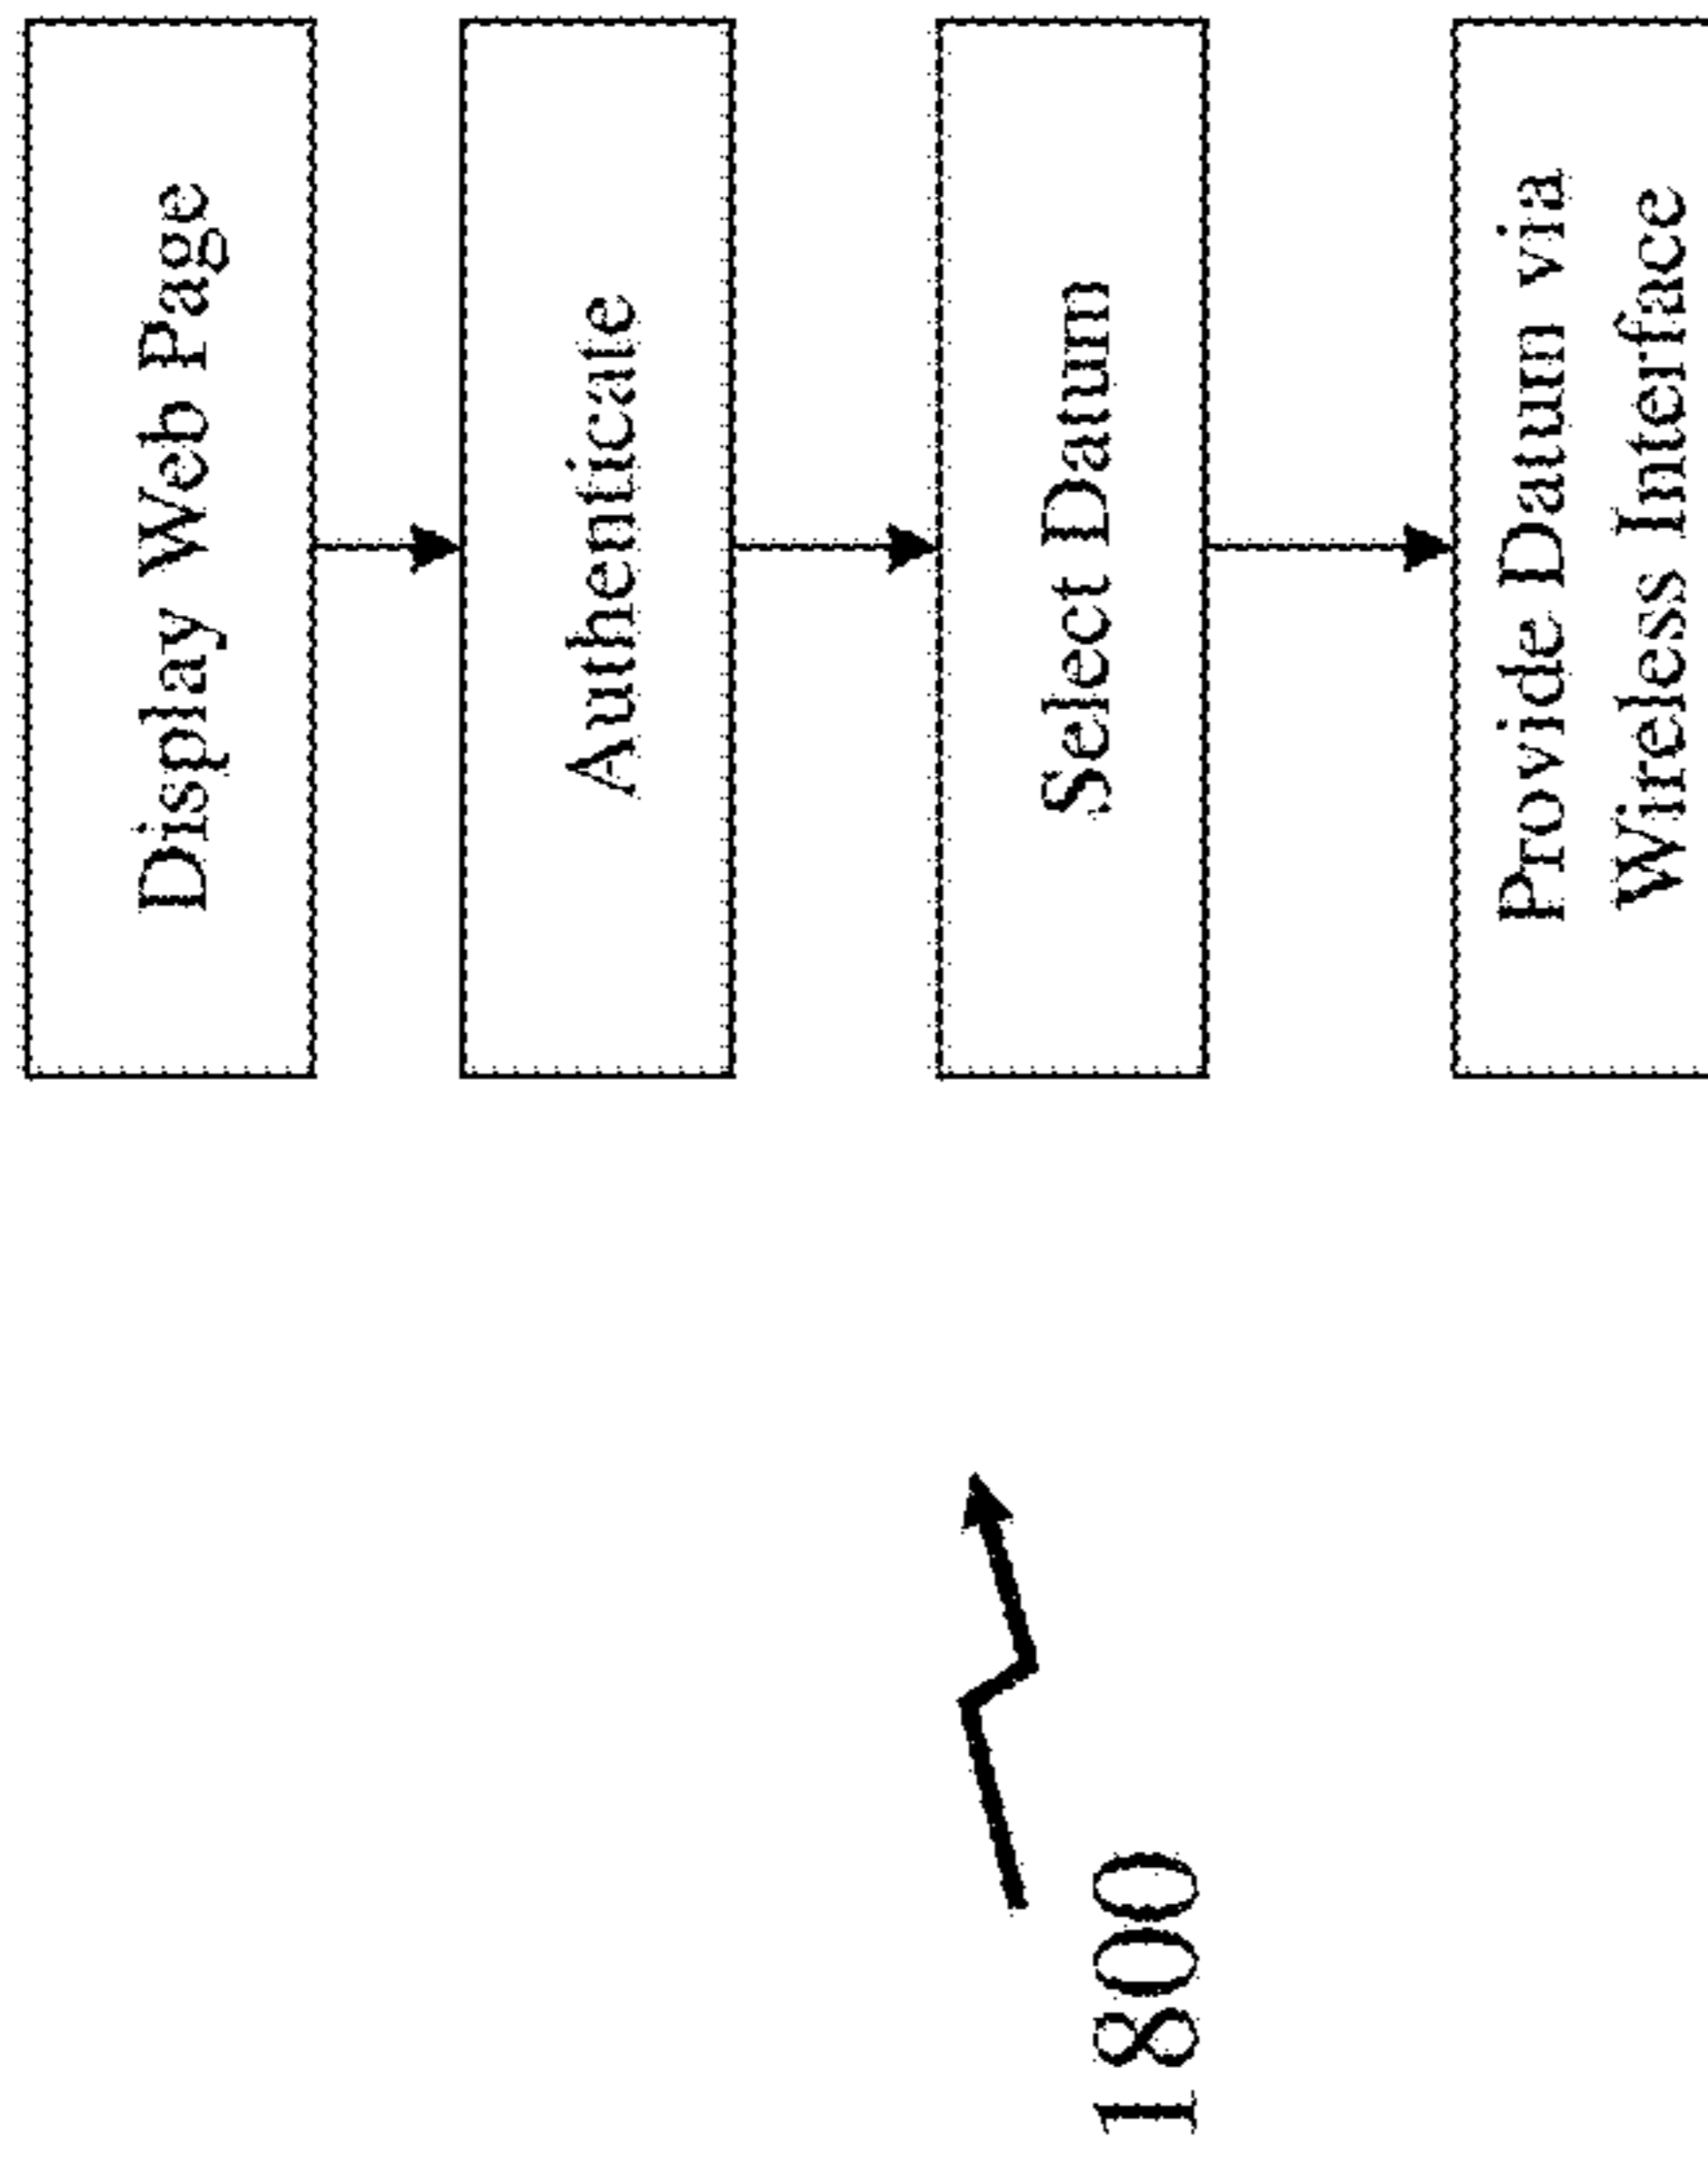 Display Web Page
Authenticate
Select Datum
Provide Datum via
Wireless Interface
1800